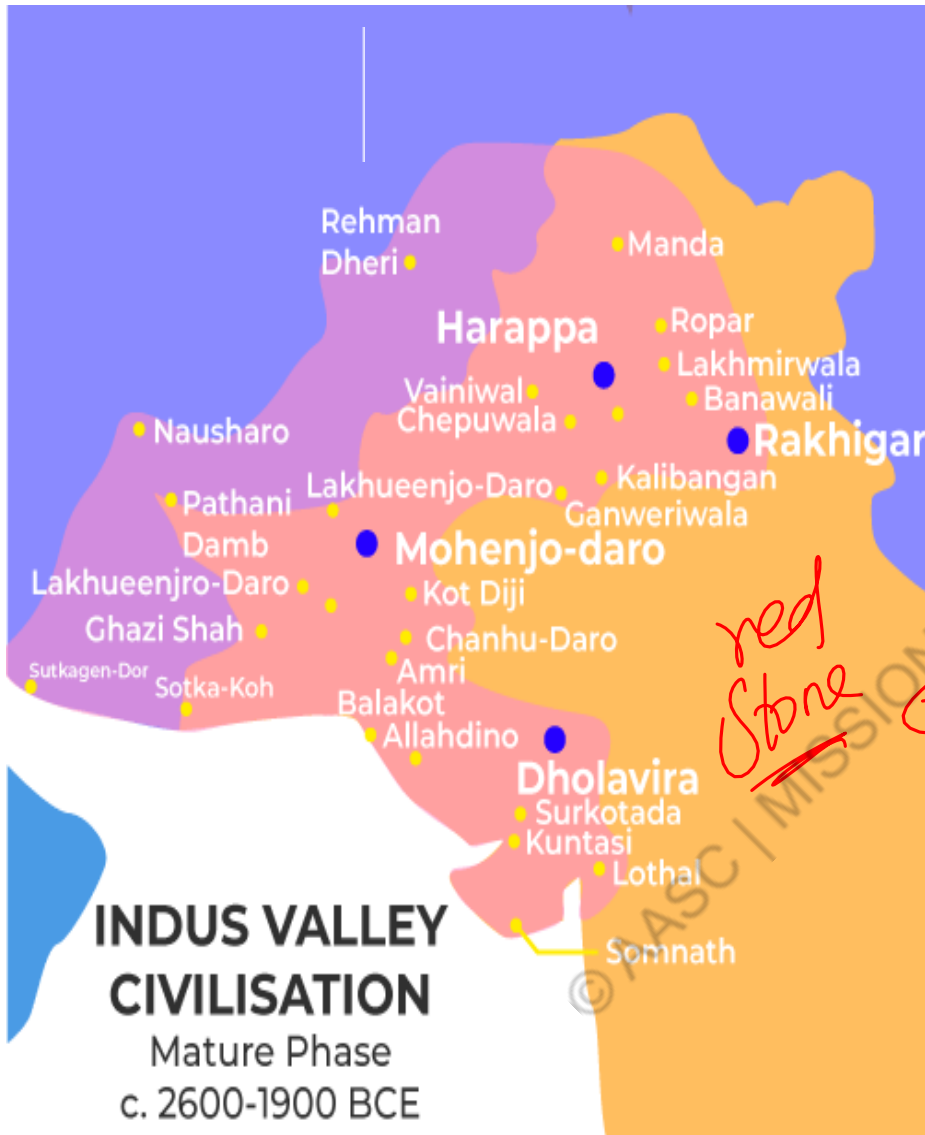 Rehman
Dheri
Manda
Harappa
Ropar
Lakhmirwala
Vainiwal
Banawali
Chepuwala
Rakhigar
Nausharo
Kalibangan
Lakhueenjo-Daro
Pathani
Damb
Ganweriwala
Mohenjo-daro
Lakhueenjro-Daro
Kot Diji
Ghazi Shah
Chanhu-Daro
Amri
Sutkagen-Dor
Sotka-Koh
Balakot
Allahdino
Dholavira
Surkotada
Kuntasi
Lothal
Somnath
red
Stone
© AASC | MISSION
INDUS VALLEY
CIVILISATION
Mature Phase
c. 2600-1900 BCE